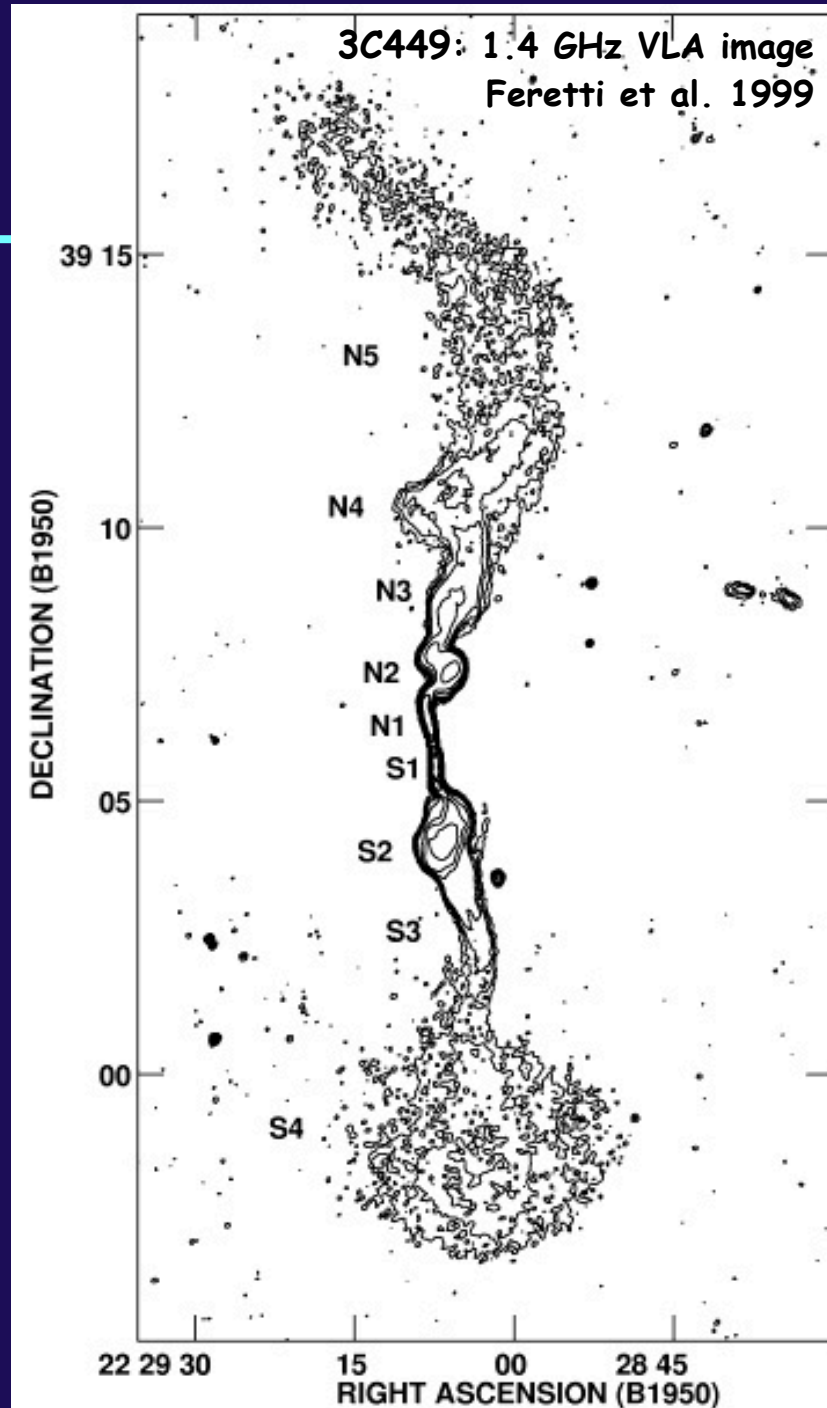 3C449: 1.4 GHz VLA image
Feretti et al. 1999
39 15
N5
N4
10
N3
N2
N1
S1
05
S2
S3
00
S4
DECLINATION (B1950)
22 29 30 15 00 28 45
RIGHT ASCENSION (B1950)